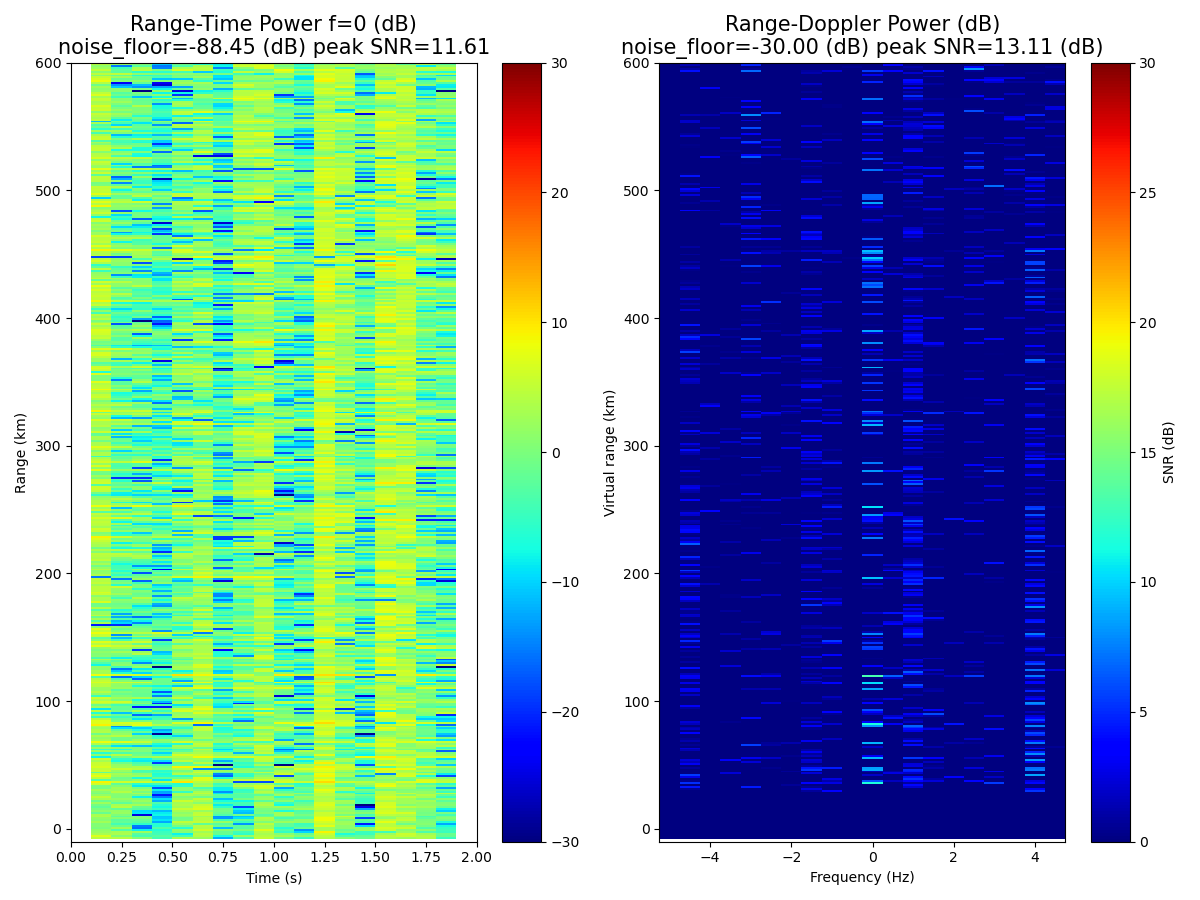 Range-Time Power f=0 (dB)
noise_floor=-88.45 (dB) peak SNR=11.61
Range (km)
600
500
400
300
200
100
0
0.00 0.25 0.50 0.75 1.00 1.25 1.50 1.75 2.00
Time (s)
30
20
10
0
−10
−20
−30
Range-Doppler Power (dB)
noise_floor=-30.00 (dB) peak SNR=13.11 (dB)
Virtual range (km)
600
500
400
300
200
100
0
−4 −2 0 2 4
Frequency (Hz)
30
25
20
15
10
5
0
SNR (dB)